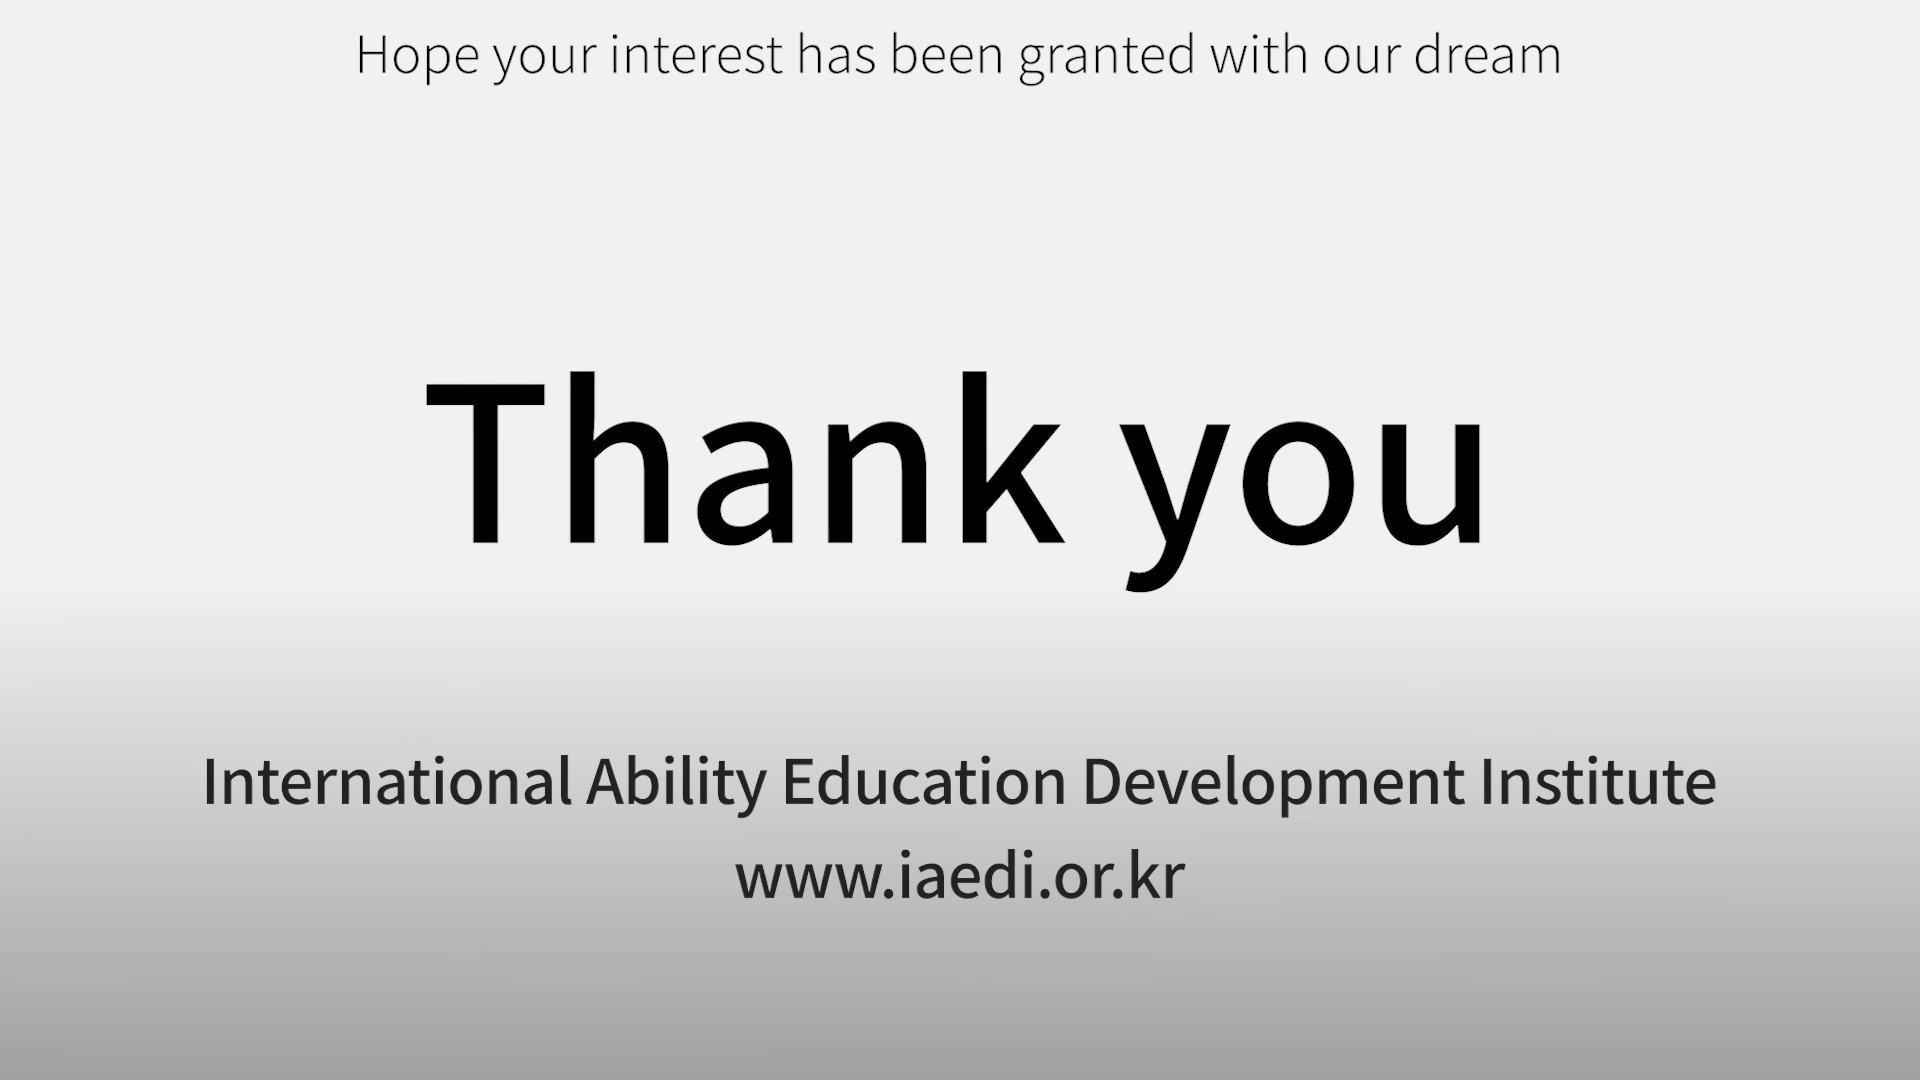 Hope your interest has been granted with our dream
Thank you
International Ability Education Development Institute
www.iaedi.or.kr